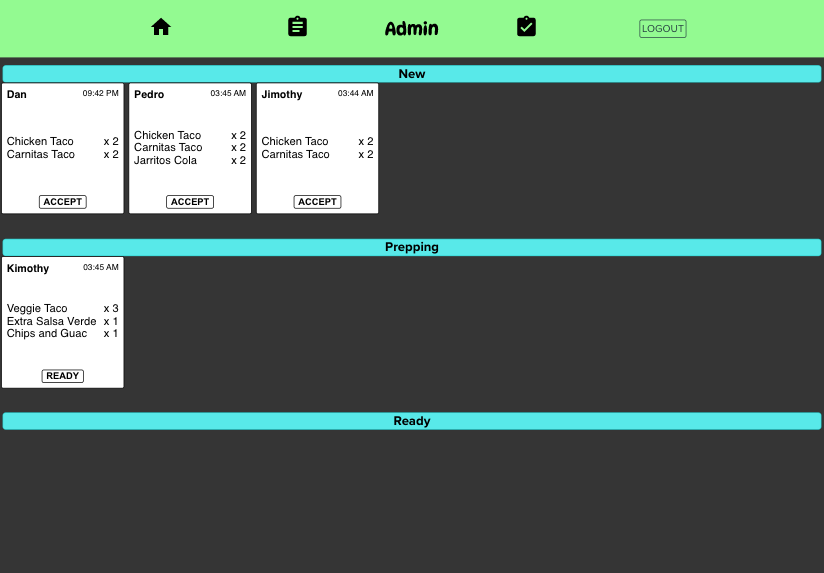 Admin
LOGOUT
New
Dan 09:42 PM
Chicken Taco x 2
Carnitas Taco x 2
ACCEPT
Pedro 03:45 AM
Chicken Taco x 2
Carnitas Taco x 2
Jarritos Cola x 2
ACCEPT
Jimothy 03:44 AM
Chicken Taco x 2
Carnitas Taco x 2
ACCEPT
Prepping
Kimothy 03:45 AM
Veggie Taco x 3
Extra Salsa Verde x 1
Chips and Guac x 1
READY
Ready